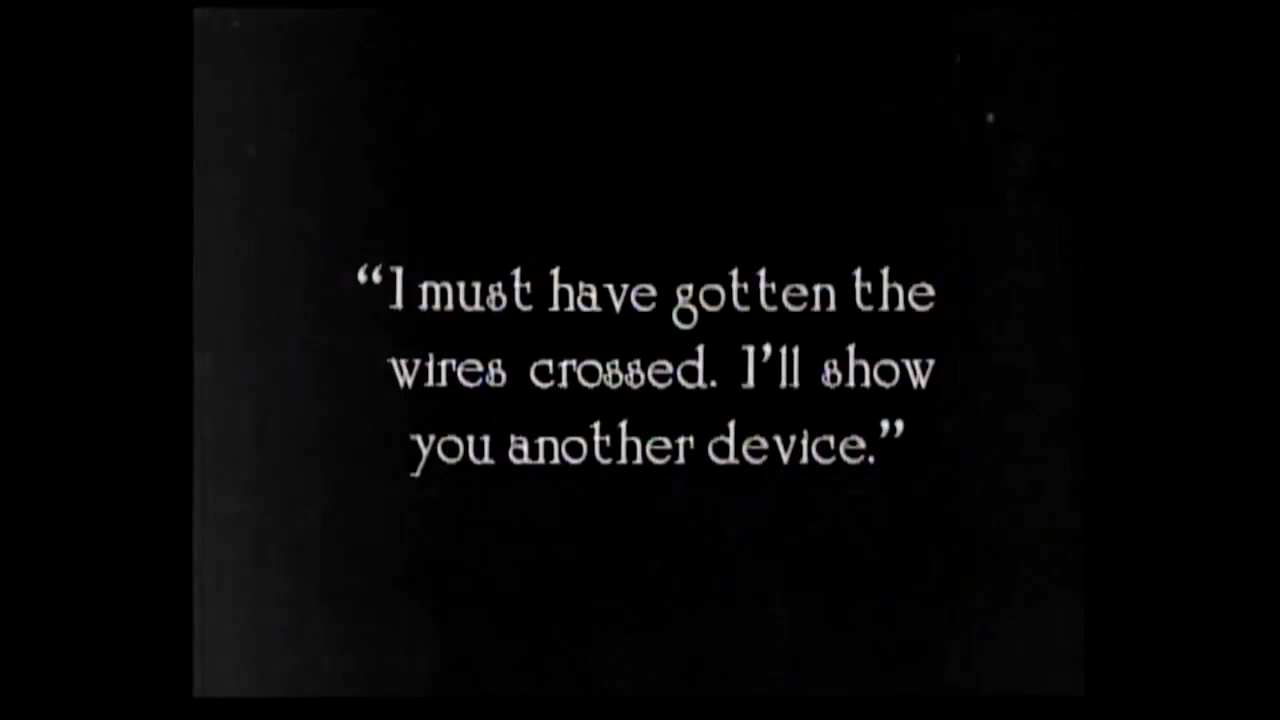 “I must have gotten the
wires crossed. I’ll show
you another device.”